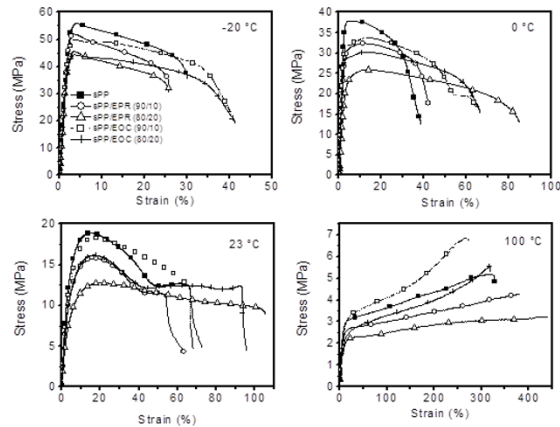 60
50
40
30
20
10
0
Stress (MPa)
-20 °C
sPP
sPP/EPR (90/10)
sPP/EPR (80/20)
sPP/EOC (90/10)
sPP/EOC (80/20)
0 10 20 30 40 50
Strain (%)
40
35
30
25
20
15
10
5
0
Stress (MPa)
0 °C
0 20 40 60 80 100
Strain (%)
20
15
10
5
0
Stress (MPa)
23 °C
0 20 40 60 80 100
Strain (%)
7
6
5
4
3
2
1
0
Stress (MPa)
100 °C
0 100 200 300 400
Strain (%)